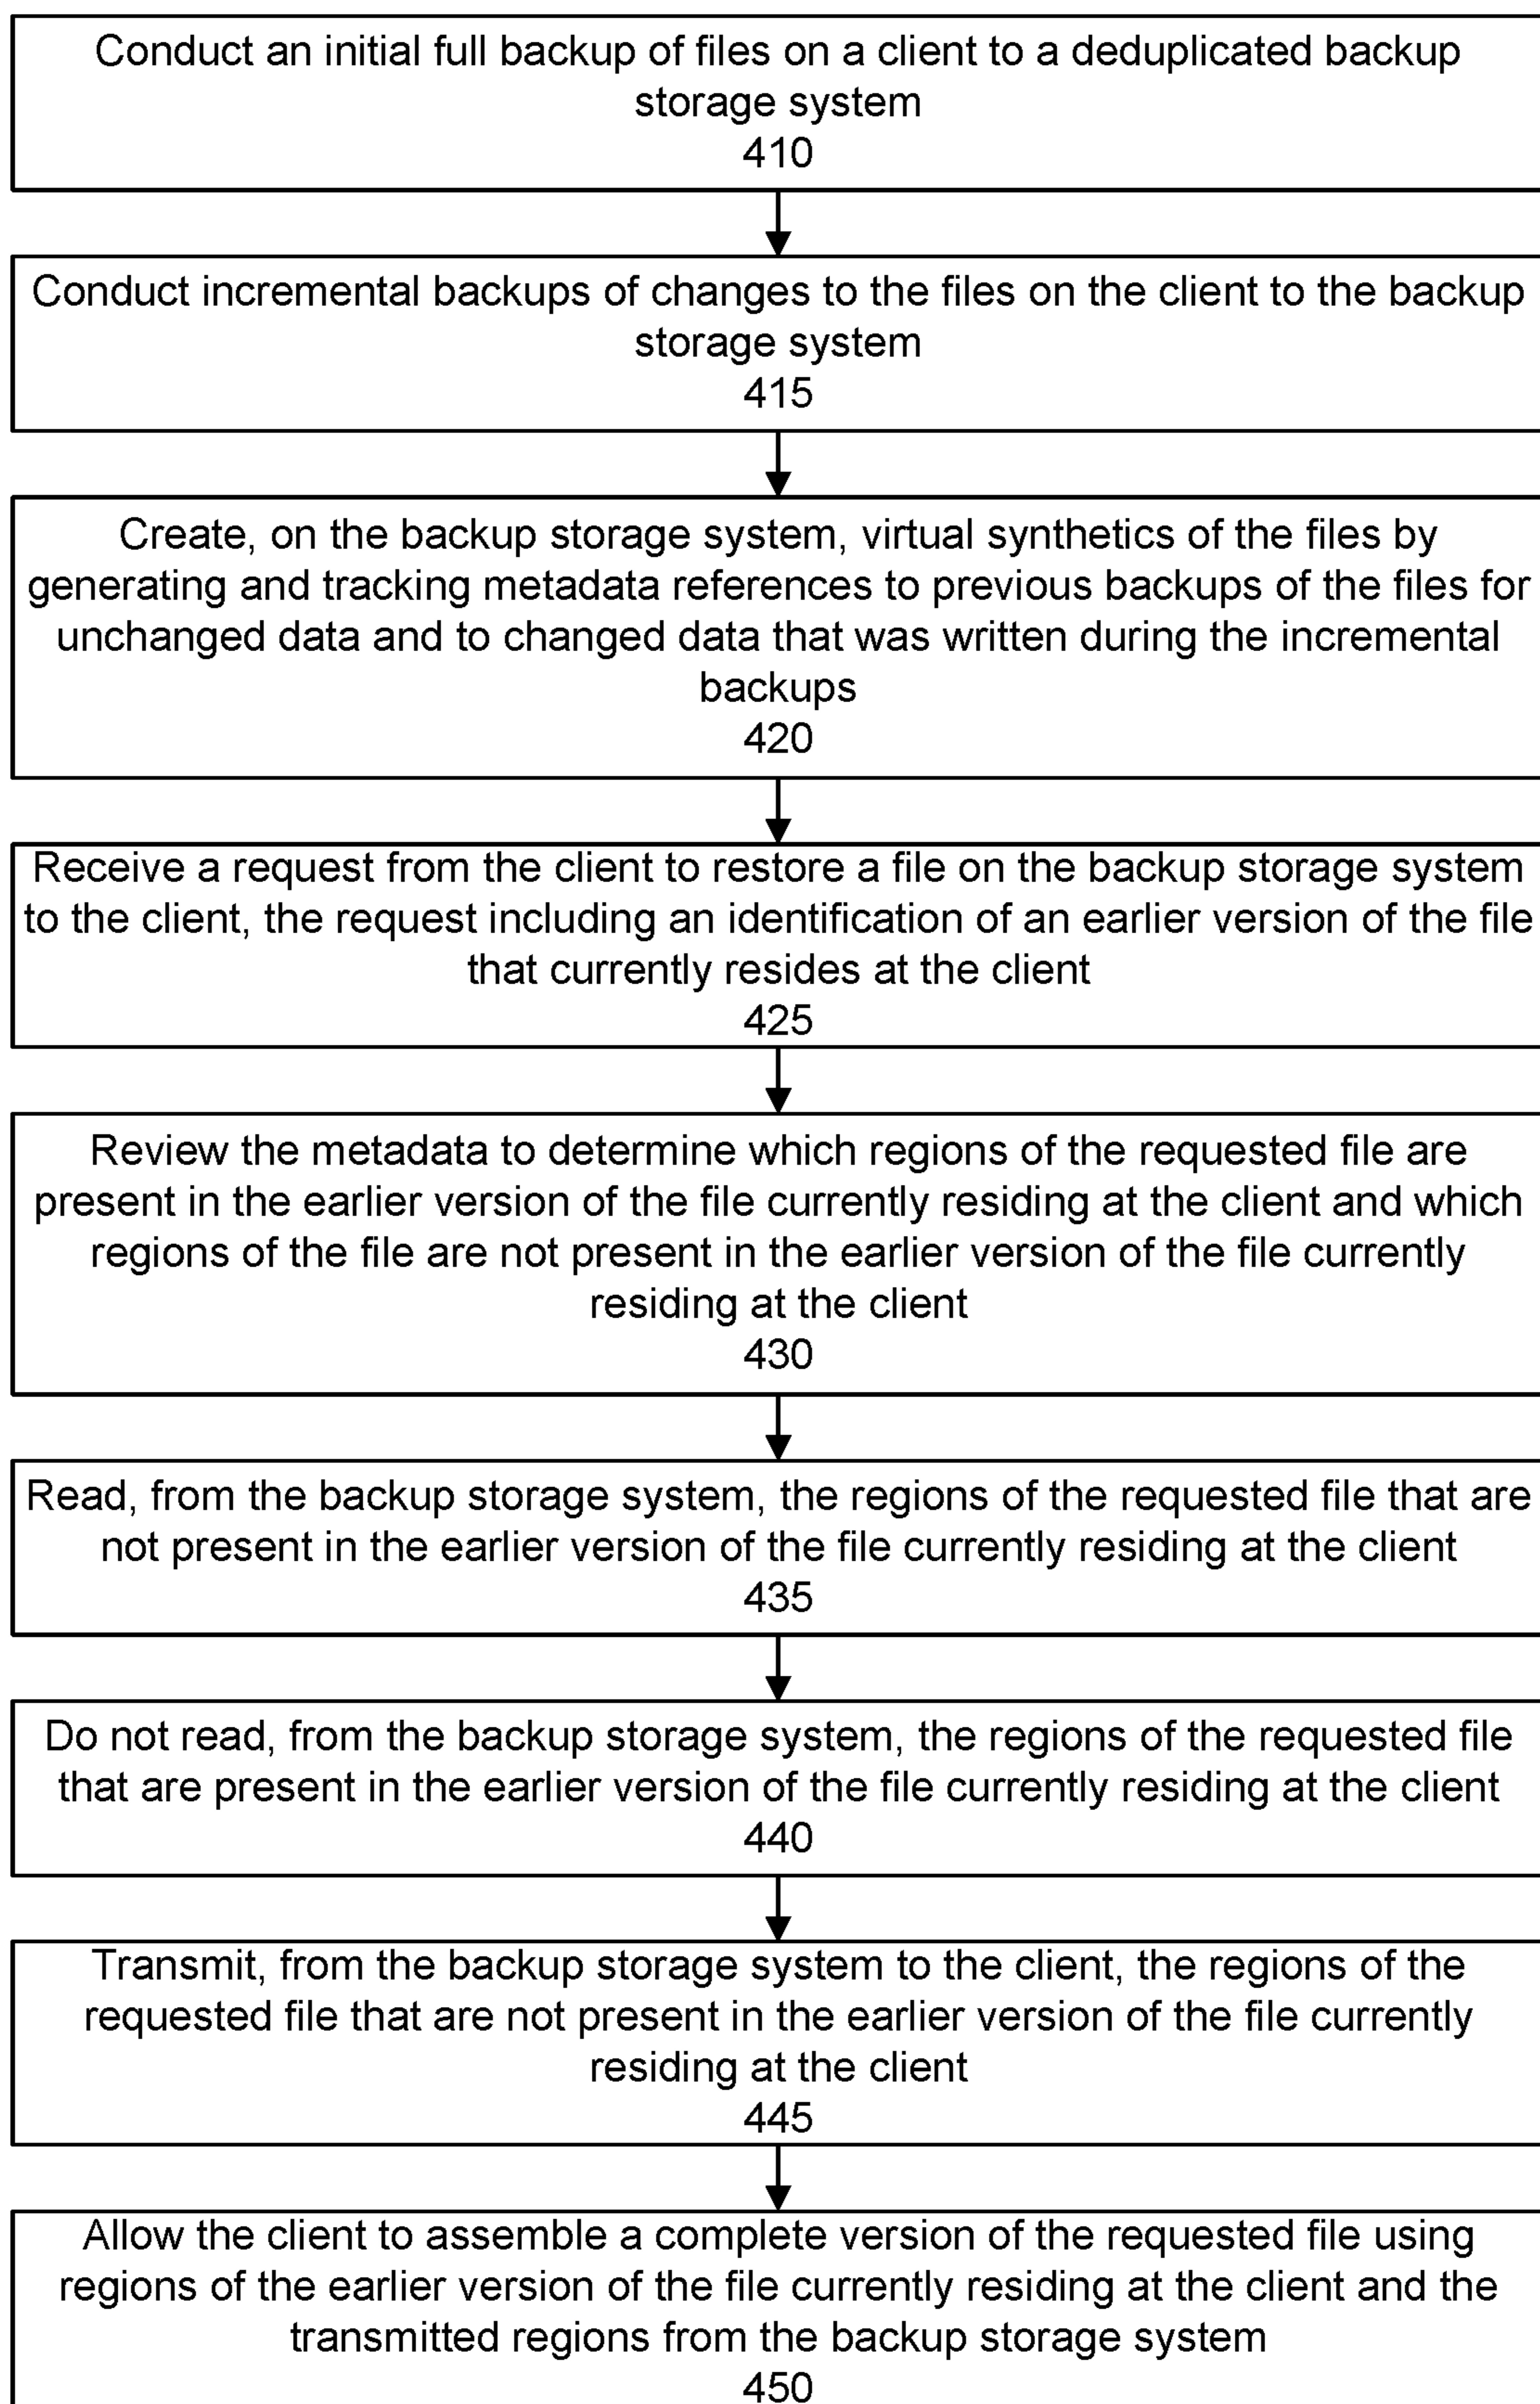 Conduct an initial full backup of files on a client to a deduplicated backup
storage system
410
Conduct incremental backups of changes to the files on the client to the backup
storage system
415
Create, on the backup storage system, virtual synthetics of the files by
generating and tracking metadata references to previous backups of the files for
unchanged data and to changed data that was written during the incremental
backups
420
Receive a request from the client to restore a file on the backup storage system
to the client, the request including an identification of an earlier version of the file
that currently resides at the client
425
Review the metadata to determine which regions of the requested file are
present in the earlier version of the file currently residing at the client and which
regions of the file are not present in the earlier version of the file currently
residing at the client
430
Read, from the backup storage system, the regions of the requested file that are
not present in the earlier version of the file currently residing at the client
435
Do not read, from the backup storage system, the regions of the requested file
that are present in the earlier version of the file currently residing at the client
440
Transmit, from the backup storage system to the client, the regions of the
requested file that are not present in the earlier version of the file currently
residing at the client
445
Allow the client to assemble a complete version of the requested file using
regions of the earlier version of the file currently residing at the client and the
transmitted regions from the backup storage system
450